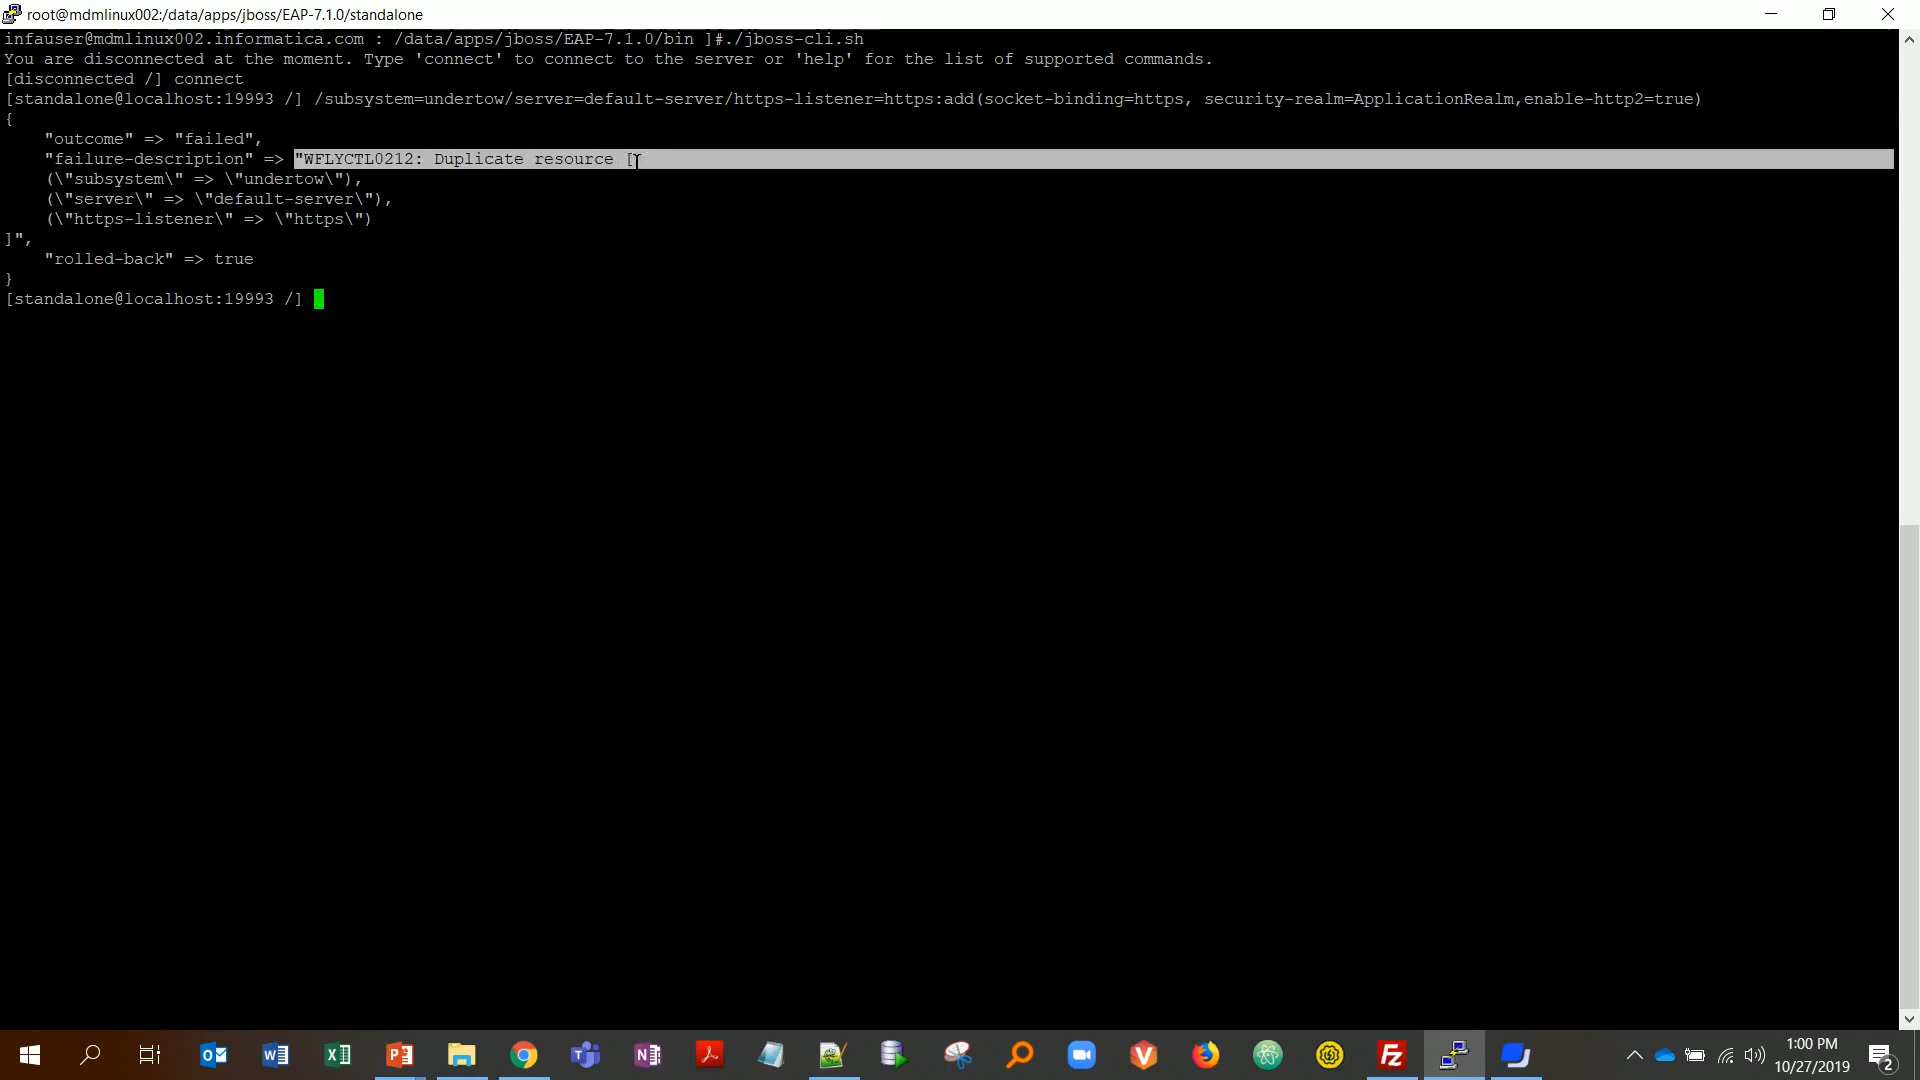 root@mdmlinux002:/data/apps/jboss/EAP-7.1.0/standalone
infauser@mdmlinux002.informatica.com : /data/apps/jboss/EAP-7.1.0/bin ]#./jboss-cli.sh
You are disconnected at the moment. Type 'connect' to connect to the server or 'help' for the list of supported commands.
[disconnected /] connect
[standalone@localhost:19993 /] /subsystem=undertow/server=default-server/https-listener=https:add(socket-binding=https, security-realm=ApplicationRealm,enable-http2=true)
{
    "outcome" => "failed",
    "failure-description" => "WFLYCTL0212: Duplicate resource [
    (\"subsystem\" => \"undertow\"),
    (\"server\" => \"default-server\"),
    (\"https-listener\" => \"https\")
]",
    "rolled-back" => true
}
[standalone@localhost:19993 /]
1:00 PM
10/27/2019
2